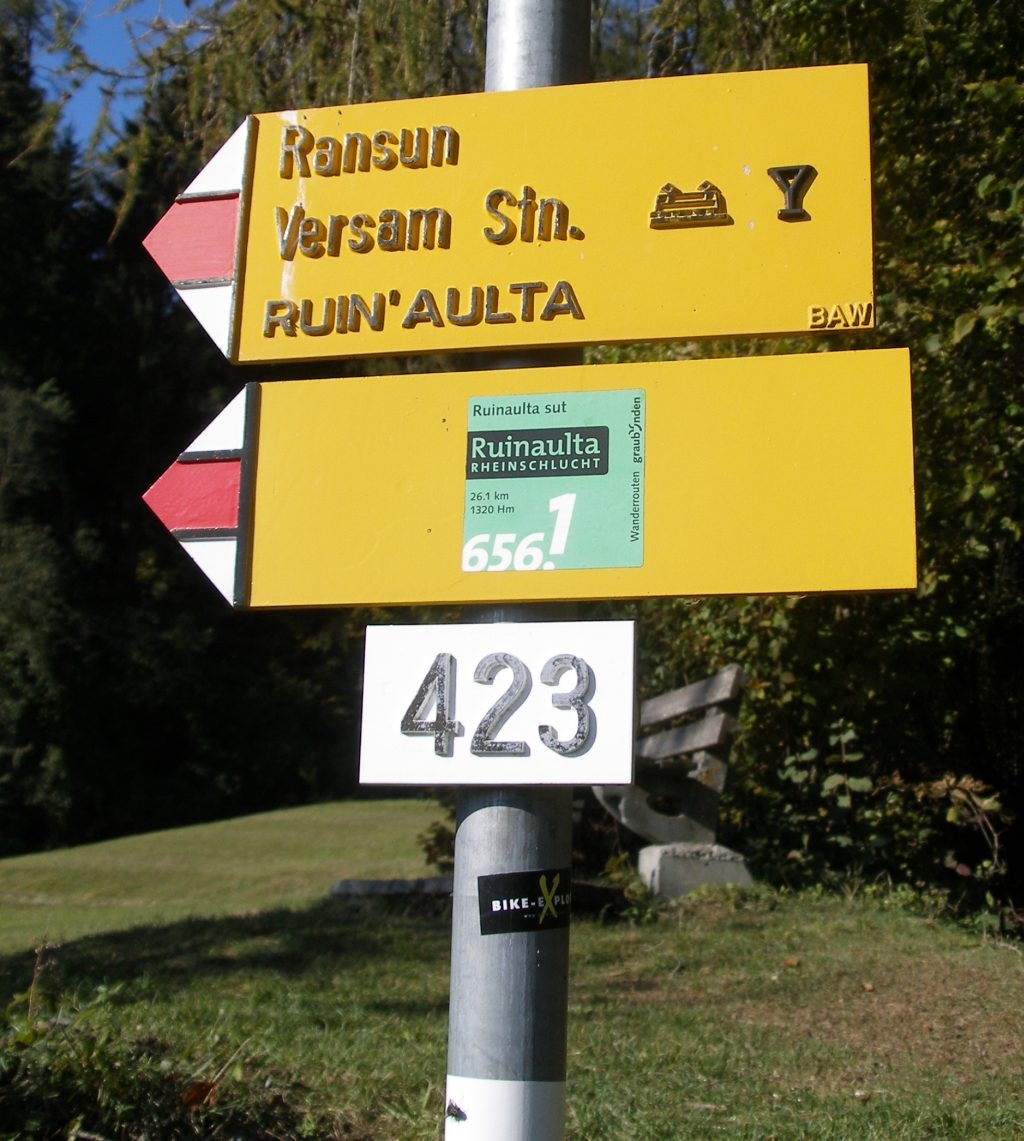 Ransun
Versam Stn.
RUIN'AULTA
BAW
Ruinaulta sut
Ruinaulta
RHEINSCHLUCHT
26.1 km
1320 Hm
656.1
Wanderrouten graubünden
423
BIKE-EXPLO